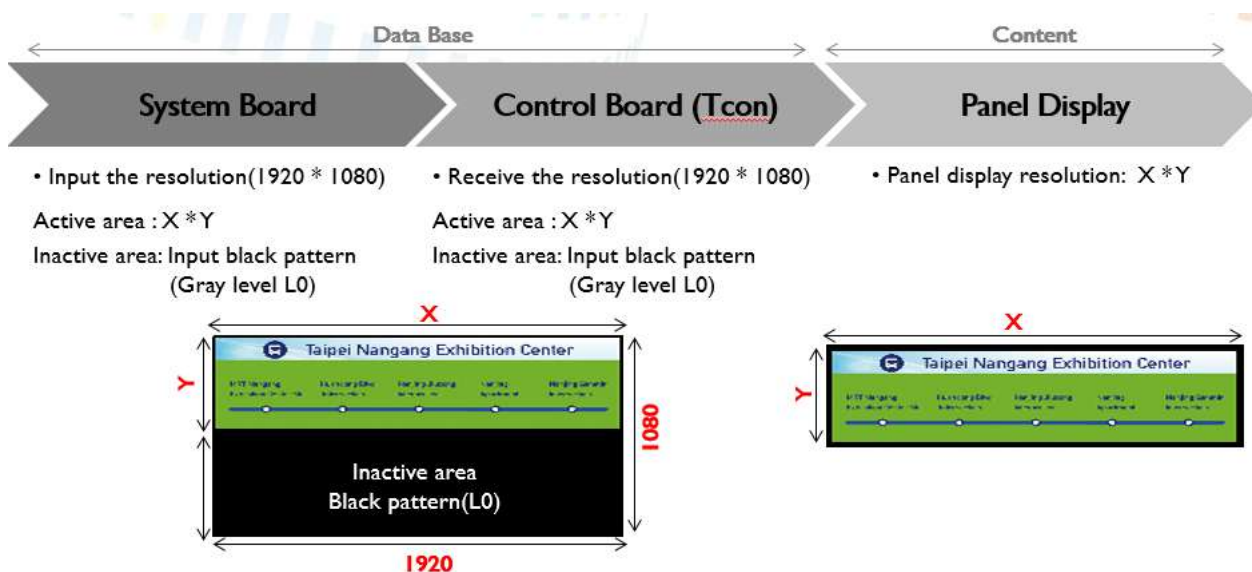 Data Base
Content
System Board
Control Board (Tcon)
Panel Display
• Input the resolution(1920 * 1080)
Active area : X * Y
Inactive area: Input black pattern
(Gray level L0)
• Receive the resolution(1920 * 1080)
Active area : X * Y
Inactive area: Input black pattern
(Gray level L0)
• Panel display resolution: X * Y
X
Taipei Nangang Exhibition Center
Y
1080
Inactive area
Black pattern(L0)
1920
X
Taipei Nangang Exhibition Center
Y